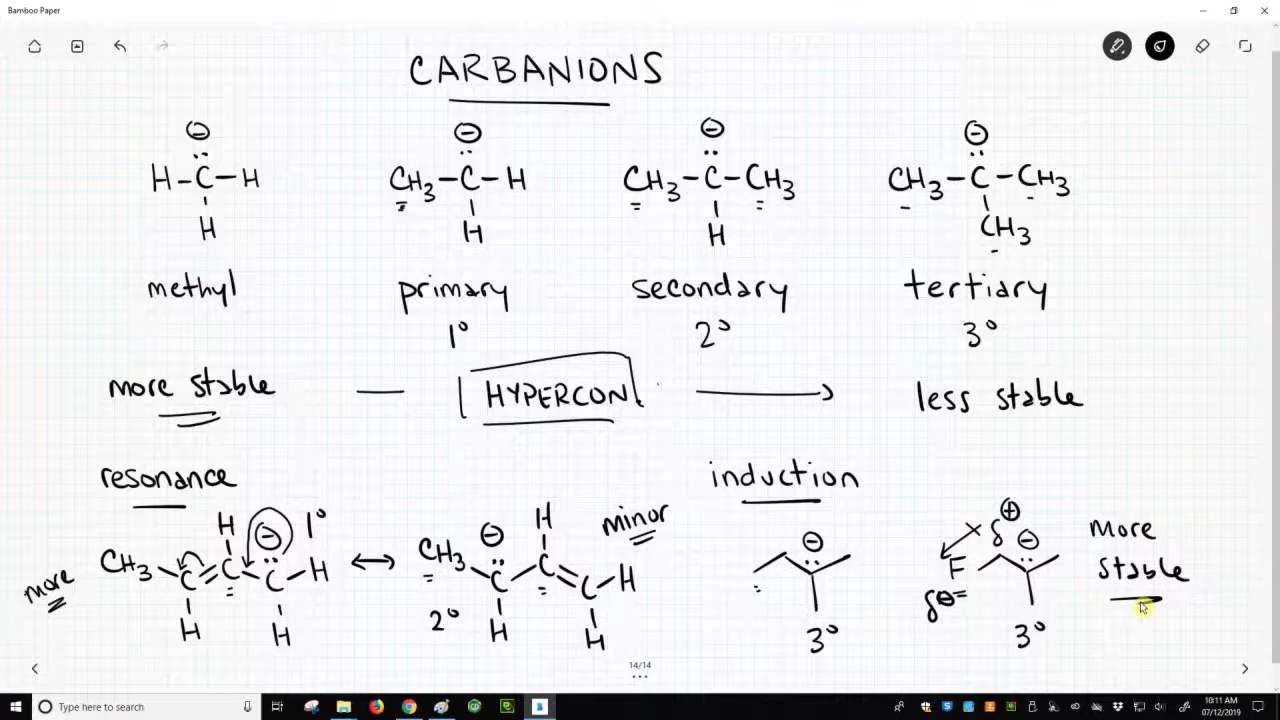 Bamboo Paper
CARBANIONS
⊖ ⊖ ⊖ ⊖
H-C̈-H CH3-C̈-H CH3-C̈-CH3 CH3-C̈-CH3
H H H CH3
methyl primary secondary tertiary
1° 2° 3°
more stable HYPERCON less stable
resonance induction
more CH3 C H C H ⊖ C̈ H H 1° ↔ CH3 ⊖ C̈ H 2° H C C H H minor
⊖ 3° F δ⊖ δ⊕ ⊖ 3° More
stable
14/14
Type here to search
10:11 AM
07/12/2019